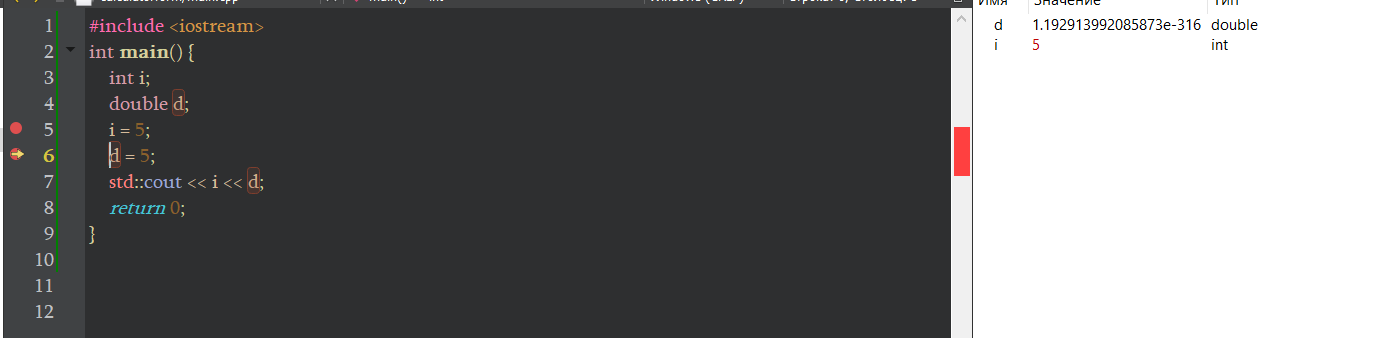 1 #include <iostream>
2 int main() {
3 int i;
4 double d;
5 i = 5;
6 d = 5;
7 std::cout << i << d;
8 return 0;
9 }
10
11
12
Имя Значение Тип
d 1.192913992085873e-316 double
i 5 int